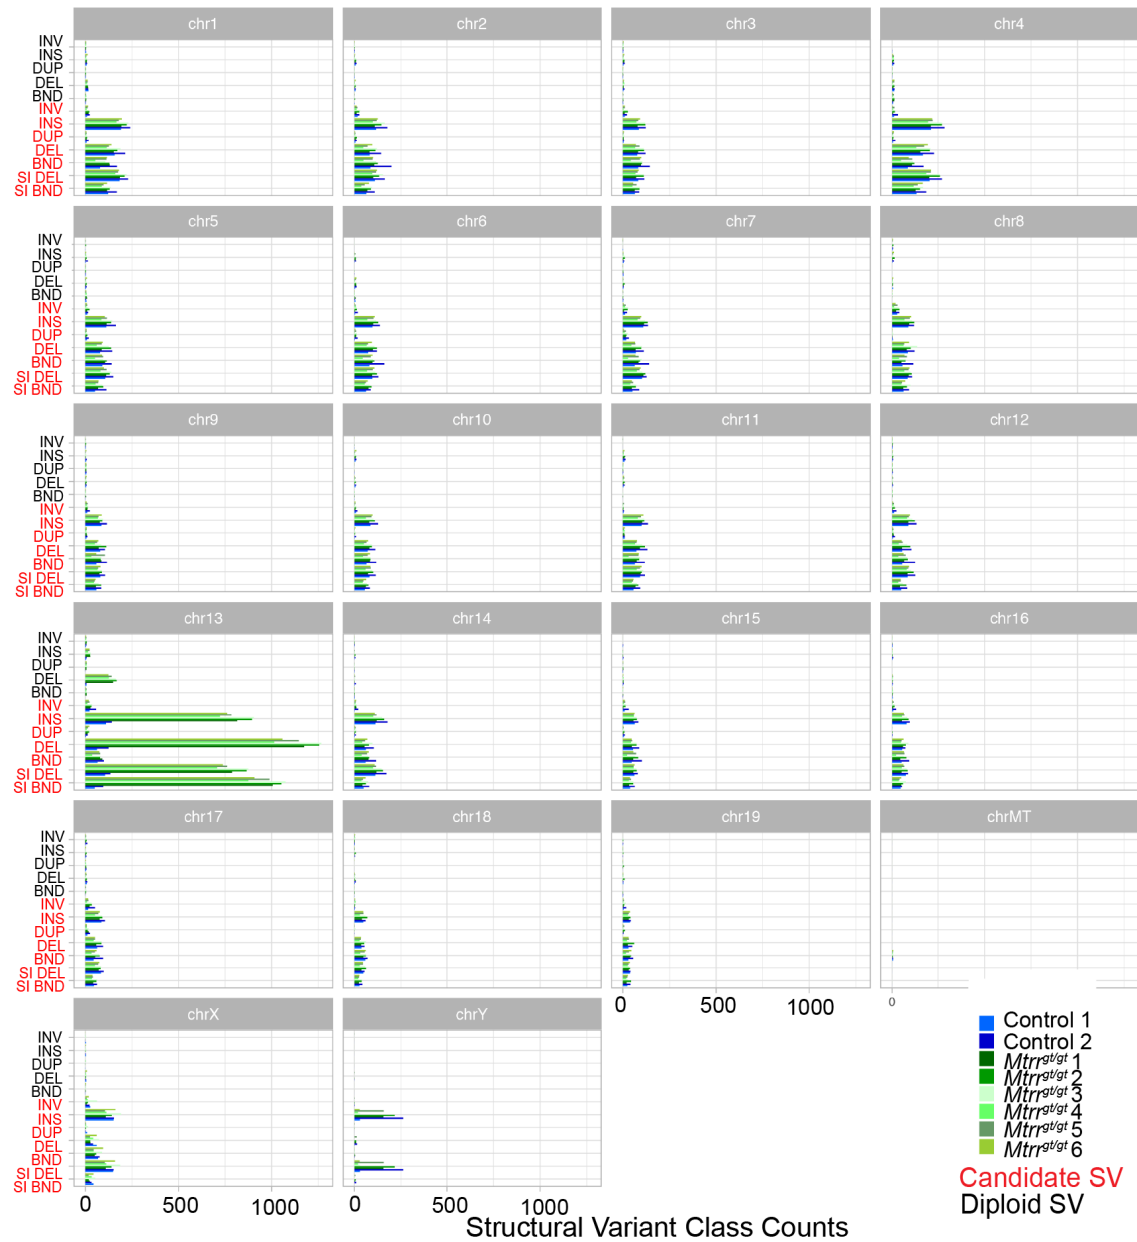 chr1 chr2 chr3 chr4
INV
INS
DUP
DEL
BND
INV
INS
DUP
DEL
BND
SI DEL
SI BND
chr5 chr6 chr7 chr8
INV
INS
DUP
DEL
BND
INV
INS
DUP
DEL
BND
SI DEL
SI BND
chr9 chr10 chr11 chr12
INV
INS
DUP
DEL
BND
INV
INS
DUP
DEL
BND
SI DEL
SI BND
chr13 chr14 chr15 chr16
INV
INS
DUP
DEL
BND
INV
INS
DUP
DEL
BND
SI DEL
SI BND
chr17 chr18 chr19 chrMT
INV
INS
DUP
DEL
BND
INV
INS
DUP
DEL
BND
SI DEL
SI BND
0 500 1000 0
chrX chrY
INV
INS
DUP
DEL
BND
INV
INS
DUP
DEL
BND
SI DEL
SI BND
0 500 1000 0 500 1000
Structural Variant Class Counts
Control 1
Control 2
Mtrrgt/gt 1
Mtrrgt/gt 2
Mtrrgt/gt 3
Mtrrgt/gt 4
Mtrrgt/gt 5
Mtrrgt/gt 6
Candidate SV
Diploid SV